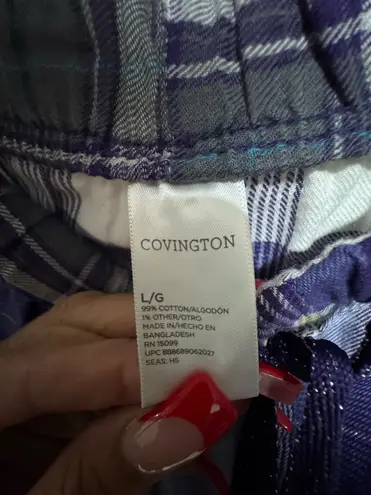 COVINGTON
L/G
99% COTTON/ALGODÓN
1% OTHER/OTRO
MADE IN/HECHO EN
BANGLADESH
RN 15099
UPC 888689062027
SEAS: H5